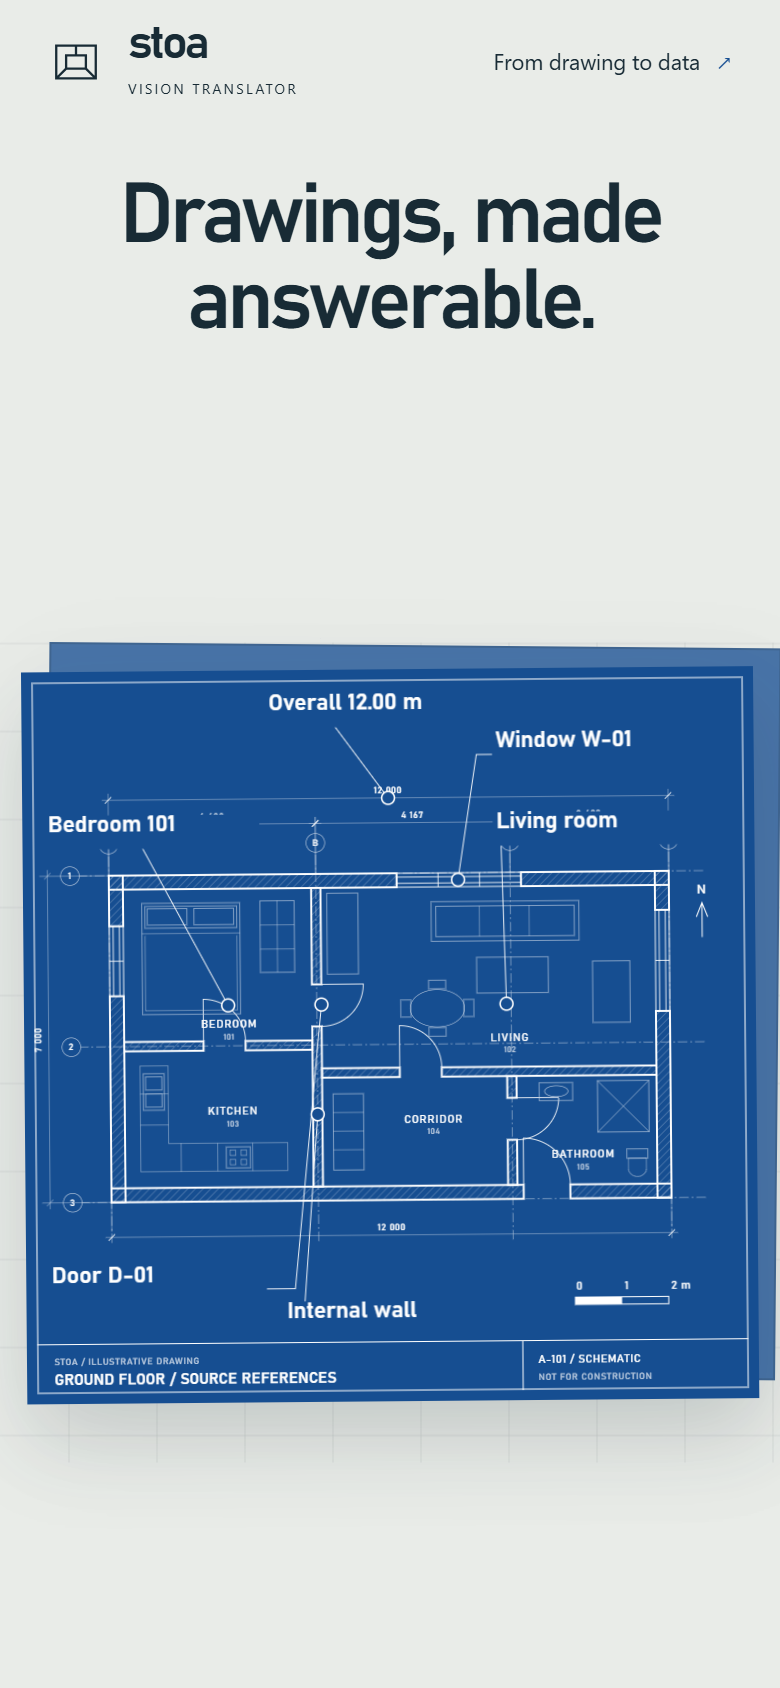 stoa
VISION TRANSLATOR
From drawing to data ↗
Drawings, made
answerable.
Overall 12.00 m
Window W-01
12 000
4 167
Bedroom 101
Living room
B
1
N
7 000
2
BEDROOM
101
LIVING
102
KITCHEN
103
CORRIDOR
104
BATHROOM
105
3
12 000
Door D-01
Internal wall
0 1 2 m
STOA / ILLUSTRATIVE DRAWING
GROUND FLOOR / SOURCE REFERENCES
A-101 / SCHEMATIC
NOT FOR CONSTRUCTION